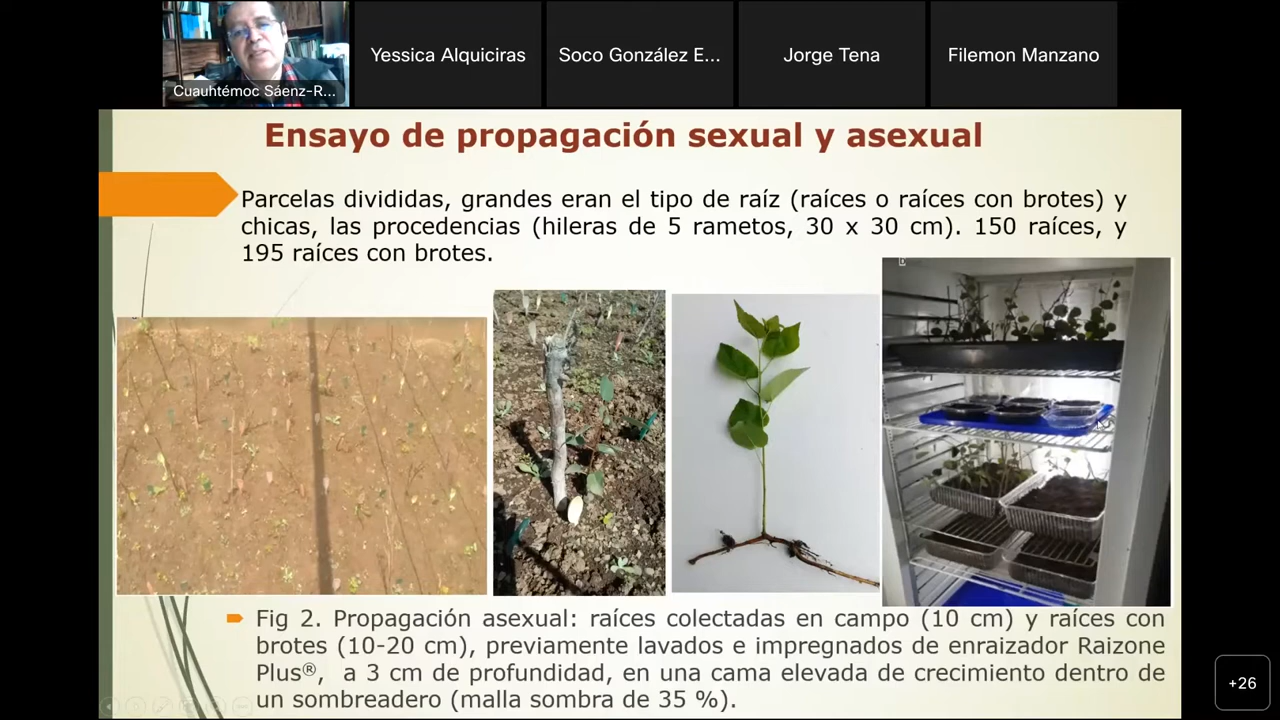 Yessica Alquiciras
Soco González E...
Jorge Tena
Filemon Manzano
Cuauhtémoc Sáenz-R...
Ensayo de propagación sexual y asexual
Parcelas divididas, grandes eran el tipo de raíz (raíces o raíces con brotes) y
chicas, las procedencias (hileras de 5 rametos, 30 x 30 cm). 150 raíces, y
195 raíces con brotes.
Fig 2. Propagación asexual: raíces colectadas en campo (10 cm) y raíces con
brotes (10-20 cm), previamente lavados e impregnados de enraizador Raizone
Plus®, a 3 cm de profundidad, en una cama elevada de crecimiento dentro de
un sombreadero (malla sombra de 35 %).
+26